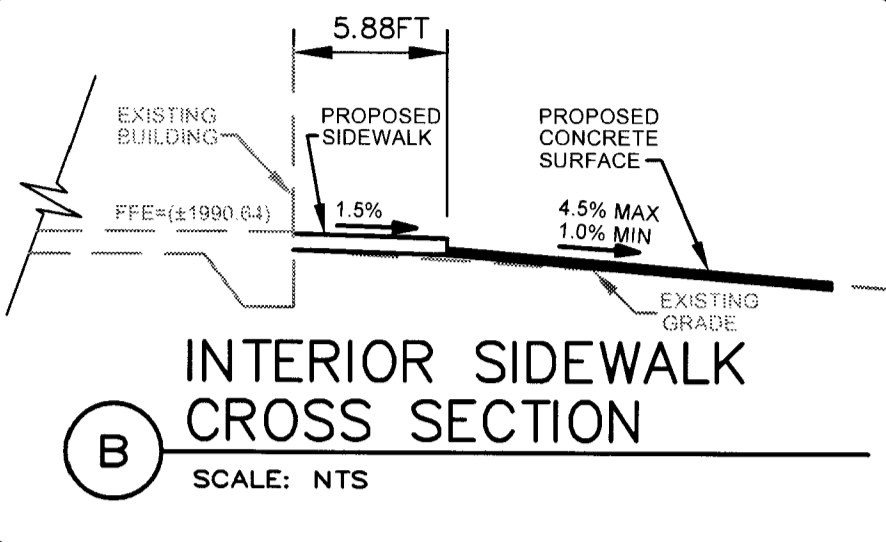 5.88FT
EXISTING
BUILDING
PROPOSED
SIDEWALK
PROPOSED
CONCRETE
SURFACE
FFE=(±1990.64)
1.5%
4.5% MAX
1.0% MIN
EXISTING
GRADE
INTERIOR SIDEWALK
CROSS SECTION
B
SCALE: NTS